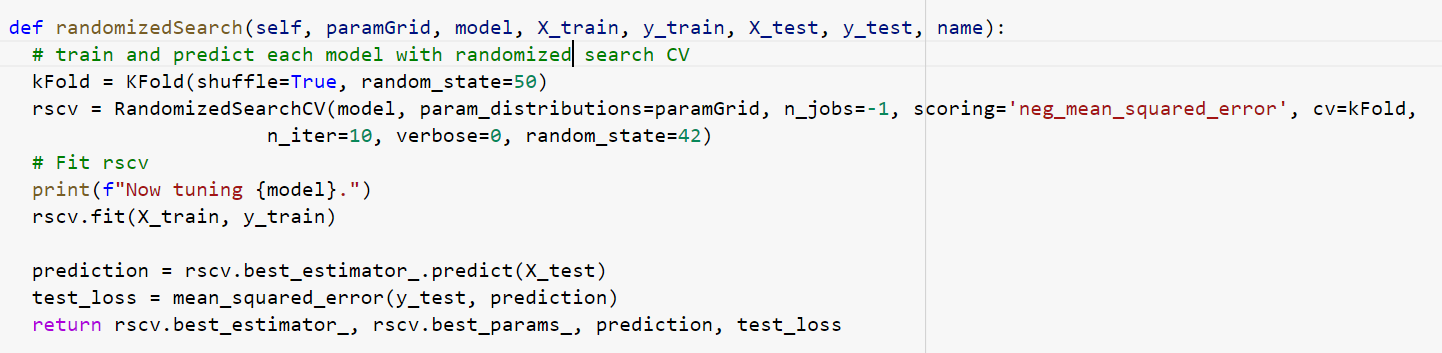 def randomizedSearch(self, paramGrid, model, X_train, y_train, X_test, y_test, name):
# train and predict each model with randomized search CV
kFold = KFold(shuffle=True, random_state=50)
rscv = RandomizedSearchCV(model, param_distributions=paramGrid, n_jobs=-1, scoring='neg_mean_squared_error', cv=kFold,
n_iter=10, verbose=0, random_state=42)
# Fit rscv
print(f"Now tuning {model}.")
rscv.fit(X_train, y_train)
prediction = rscv.best_estimator_.predict(X_test)
test_loss = mean_squared_error(y_test, prediction)
return rscv.best_estimator_, rscv.best_params_, prediction, test_loss